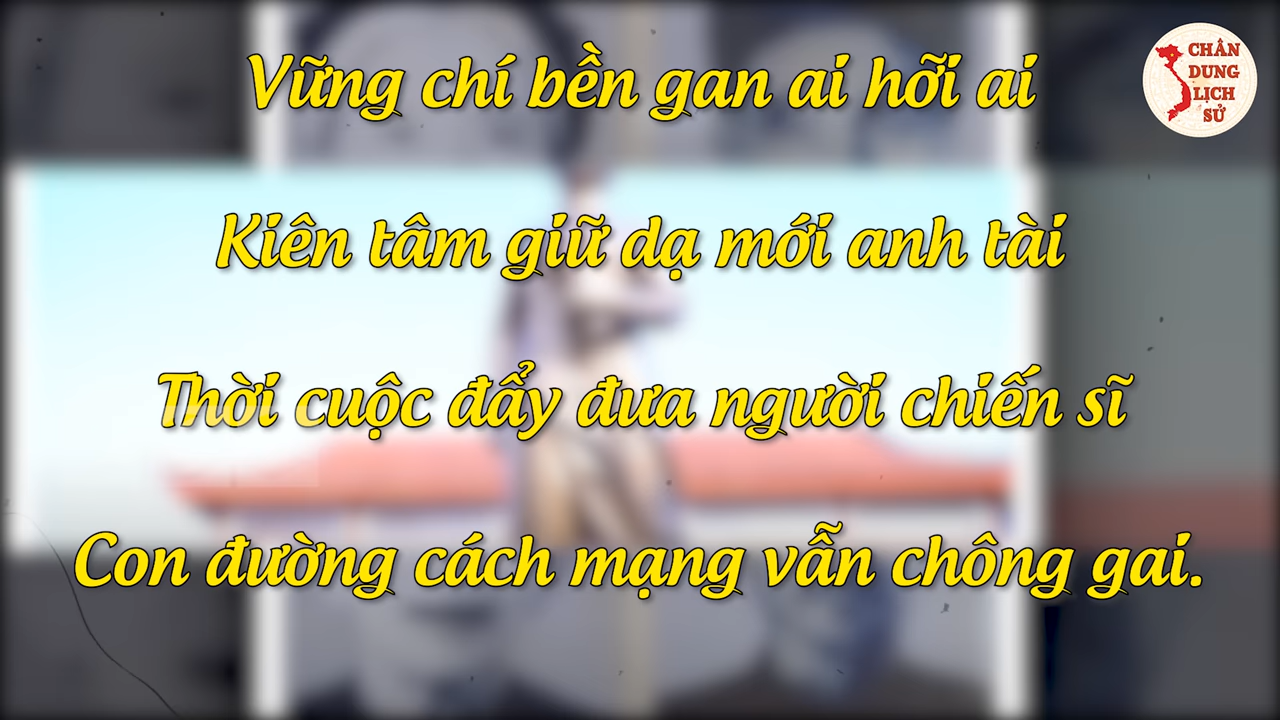 Vững chí bền gan ai hỡi ai
CHÂN
DUNG
LỊCH
SỬ
Kiên tâm giữ dạ mới anh tài
Thời cuộc đẩy đưa người chiến sĩ
Con đường cách mạng vẫn chông gai.